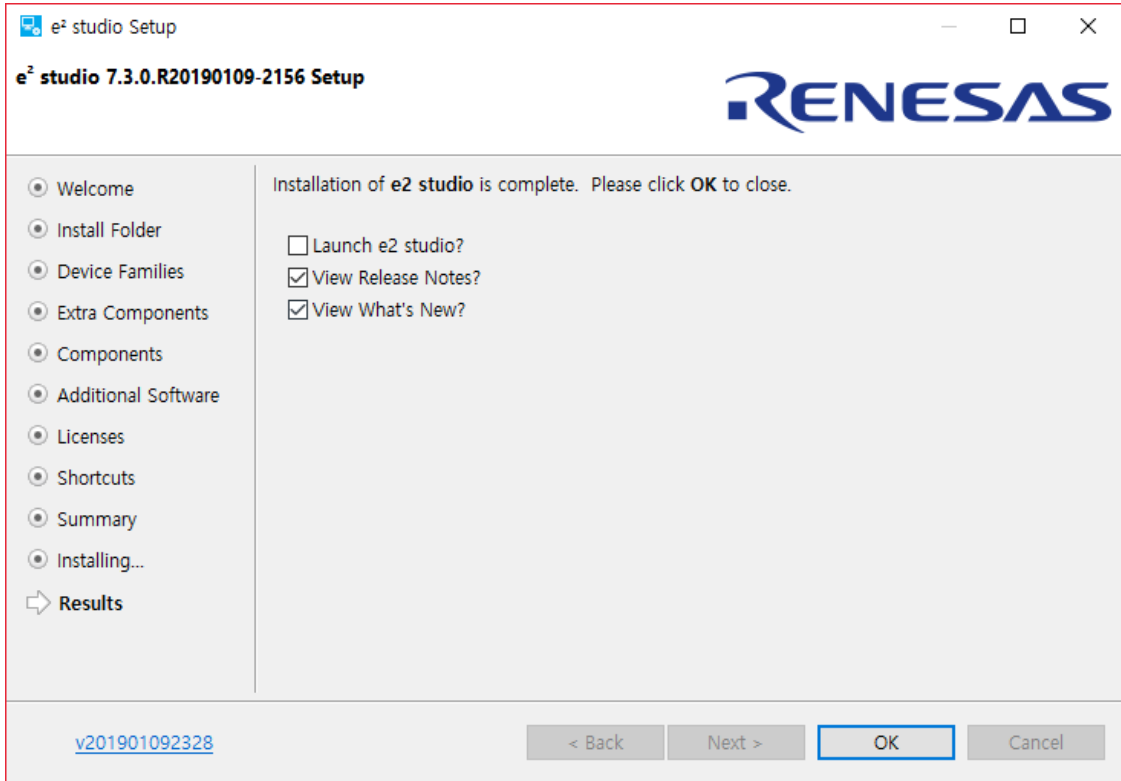 e² studio Setup
e² studio 7.3.0.R20190109-2156 Setup
RENESAS
Welcome
Install Folder
Device Families
Extra Components
Components
Additional Software
Licenses
Shortcuts
Summary
Installing...
Results
Installation of e2 studio is complete. Please click OK to close.
Launch e2 studio?
View Release Notes?
View What's New?
v201901092328
< Back
Next >
OK
Cancel